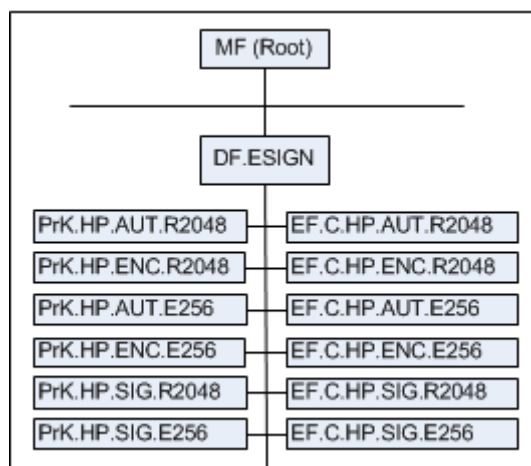 MF (Root)
DF.ESIGN
PrK.HP.AUT.R2048 EF.C.HP.AUT.R2048
PrK.HP.ENC.R2048 EF.C.HP.ENC.R2048
PrK.HP.AUT.E256 EF.C.HP.AUT.E256
PrK.HP.ENC.E256 EF.C.HP.ENC.E256
PrK.HP.SIG.R2048 EF.C.HP.SIG.R2048
PrK.HP.SIG.E256 EF.C.HP.SIG.E256